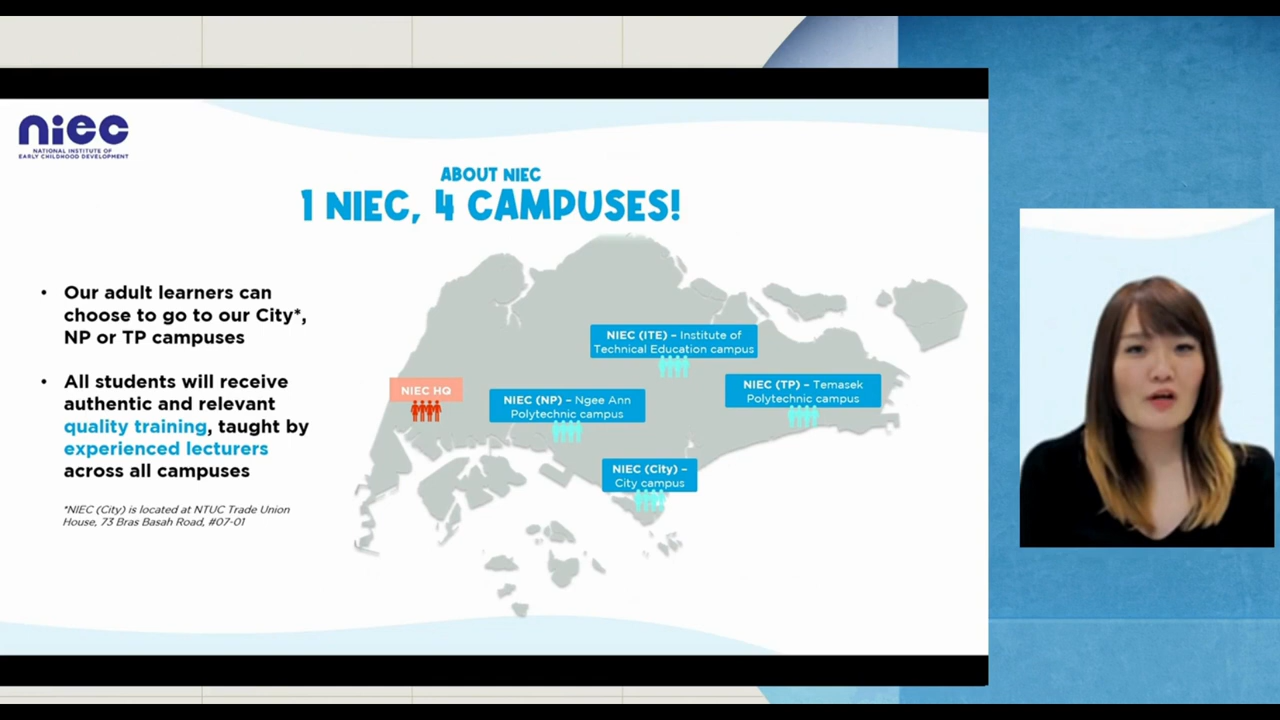 niec
NATIONAL INSTITUTE OF
EARLY CHILDHOOD DEVELOPMENT
ABOUT NIEC
1 NIEC, 4 CAMPUSES!
• Our adult learners can
choose to go to our City*,
NP or TP campuses
• All students will receive
authentic and relevant
quality training, taught by
experienced lecturers
across all campuses
*NIEC (City) is located at NTUC Trade Union
House, 73 Bras Basah Road, #07-01
NIEC (ITE) – Institute of
Technical Education campus
NIEC HQ
NIEC (NP) – Ngee Ann
Polytechnic campus
NIEC (TP) – Temasek
Polytechnic campus
NIEC (City) –
City campus